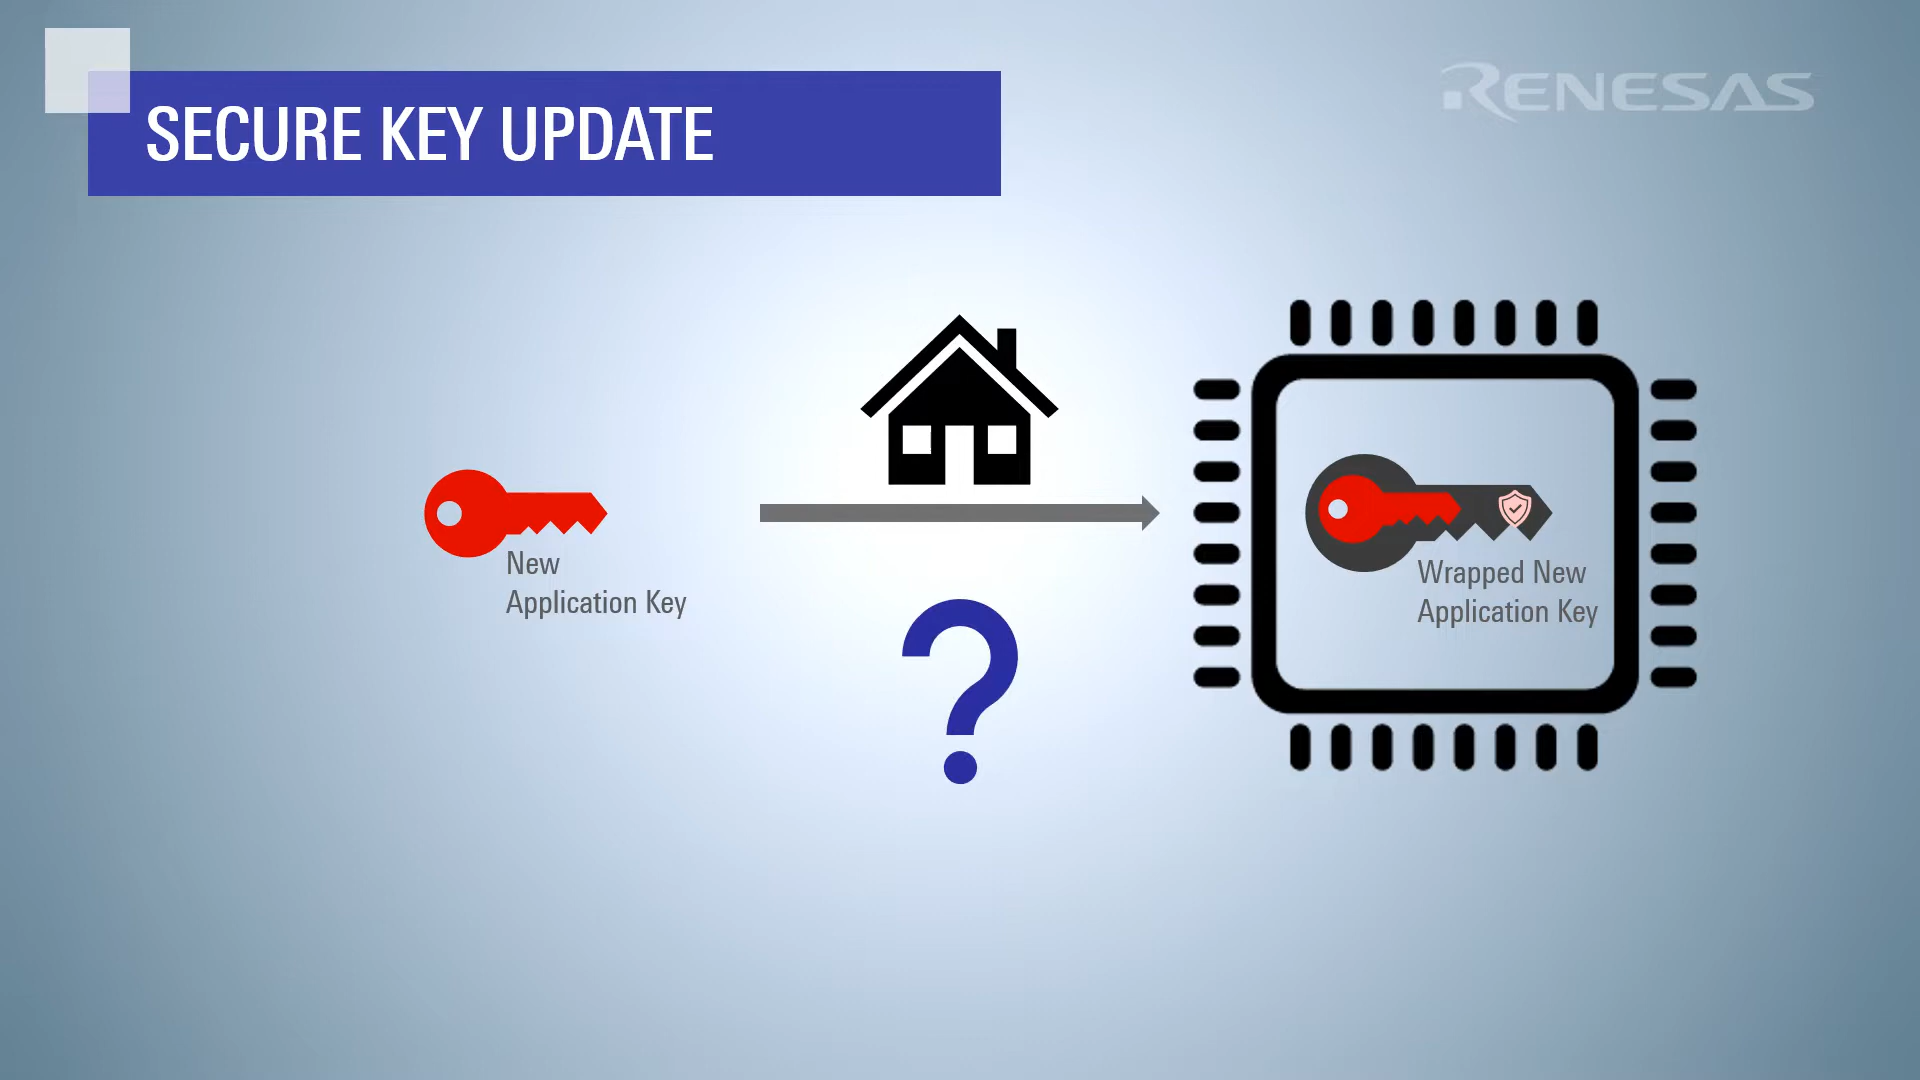 RENESAS
SECURE KEY UPDATE
New
Application Key
?
Wrapped New
Application Key